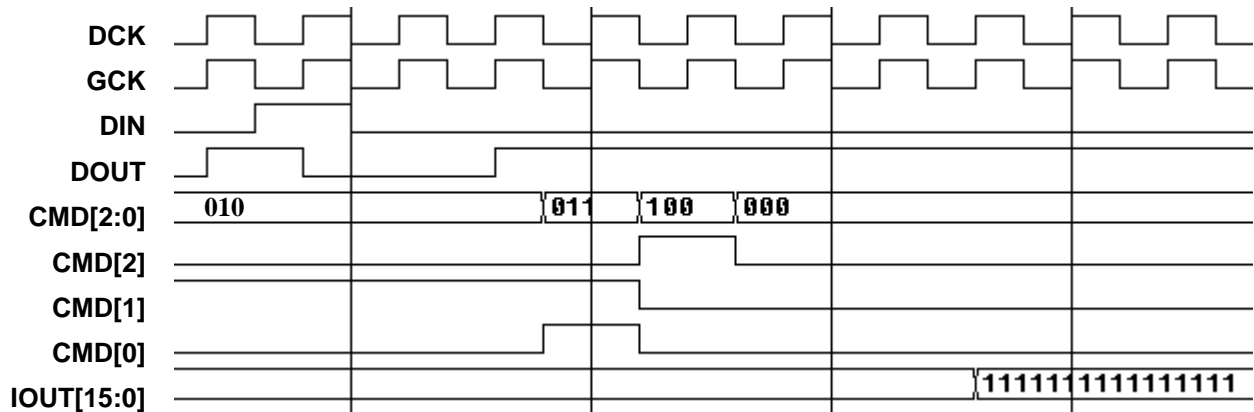 DCK
GCK
DIN
DOUT
CMD[2:0] 010 011 100 000
CMD[2]
CMD[1]
CMD[0]
IOUT[15:0] 1111111111111111